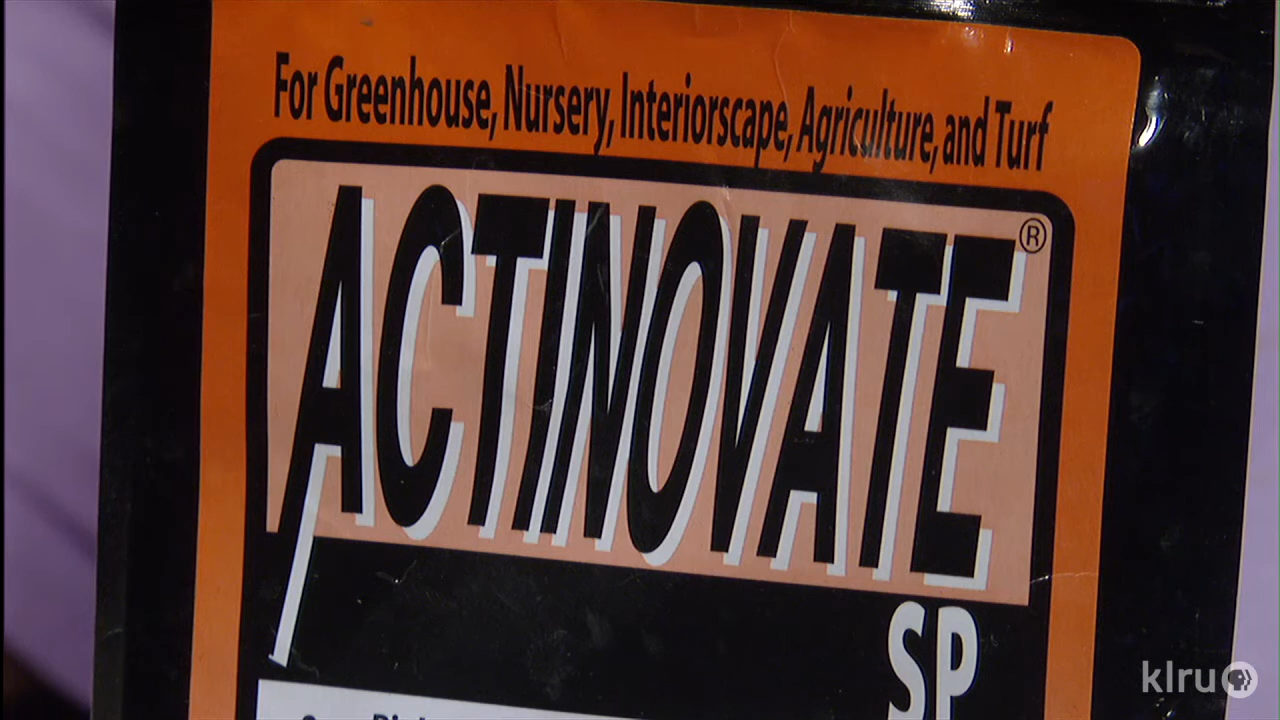 For Greenhouse, Nursery, Interiorscape, Agriculture, and Turf
ACTINOVATE®
SP
klru